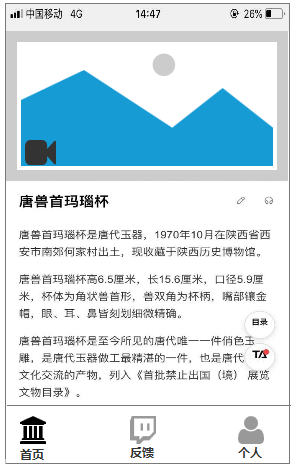 中国移动 4G 14:47 26%
唐兽首玛瑙杯
唐兽首玛瑙杯是唐代玉器，1970年10月在陕西省西
安市南郊何家村出土，现收藏于陕西历史博物馆。
唐兽首玛瑙杯高6.5厘米，长15.6厘米，口径5.9厘
米，杯体为角状兽首形，兽双角为杯柄，嘴部镶金
帽，眼、耳、鼻皆刻划细微精确。
目录
唐兽首玛瑙杯是至今所见的唐代唯一一件俏色玉
雕，是唐代玉器做工最精湛的一件，也是唐代
TA
文化交流的产物，列入《首批禁止出国（境） 展览
文物目录》。
首页 反馈 个人